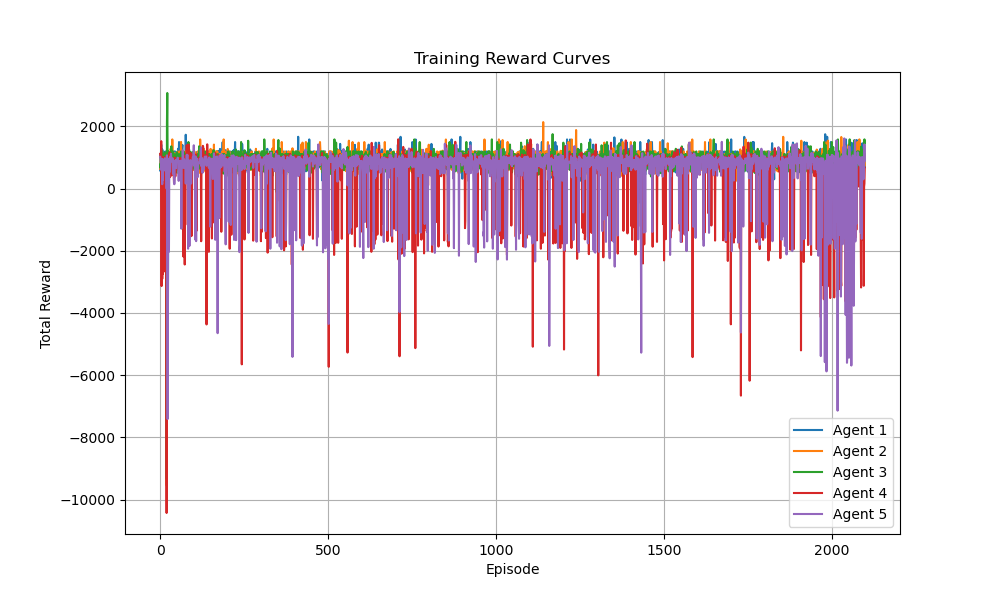 Training Reward Curves
Total Reward
2000
0
−2000
−4000
−6000
−8000
−10000
0 500 1000 1500 2000
Episode
Agent 1
Agent 2
Agent 3
Agent 4
Agent 5